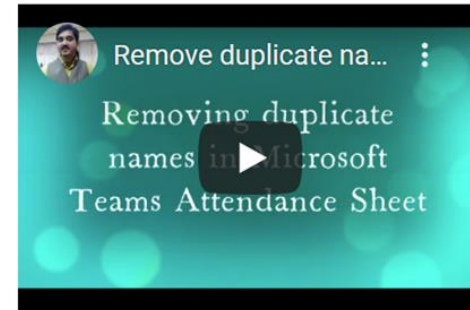 Remove duplicate na...
Removing duplicate
names in Microsoft
Teams Attendance Sheet